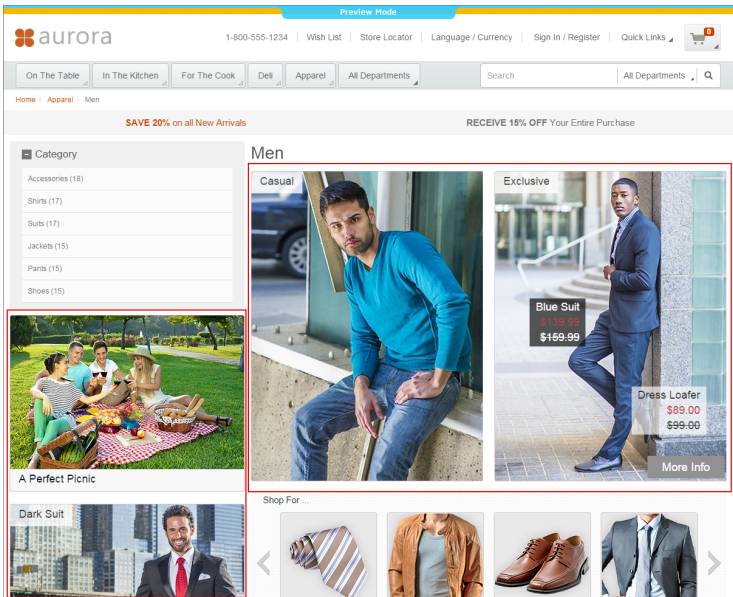 Preview Mode
aurora
1-800-555-1234
Wish List
Store Locator
Language / Currency
Sign In / Register
Quick Links
0
On The Table
In The Kitchen
For The Cook
Deli
Apparel
All Departments
Search
All Departments
Home \ Apparel \ Men
SAVE 20% on all New Arrivals
RECEIVE 15% OFF Your Entire Purchase
Category
Accessories (18)
Shirts (17)
Suits (17)
Jackets (15)
Pants (15)
Shoes (15)
A Perfect Picnic
Dark Suit
Men
Casual
Exclusive
Blue Suit
$139.99
$159.99
Dress Loafer
$89.00
$99.00
More Info
Shop For ...